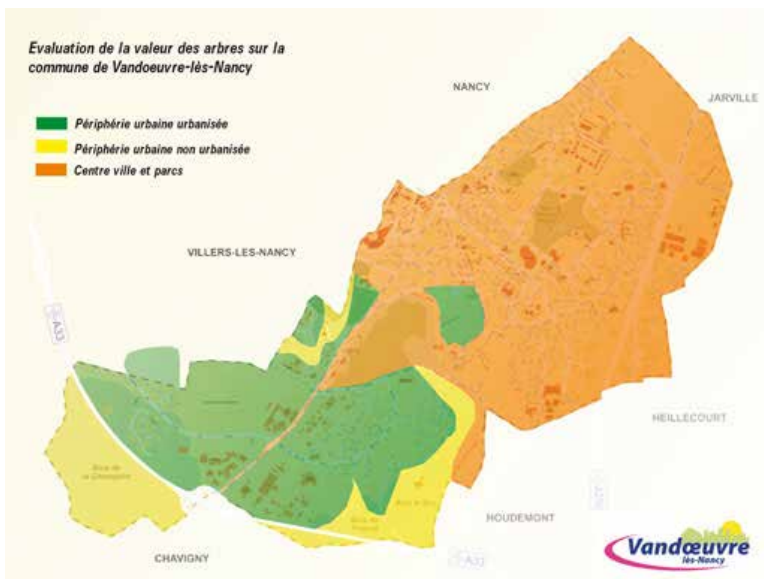 Evaluation de la valeur des arbres sur la
commune de Vandoeuvre-lès-Nancy
Périphérie urbaine urbanisée
Périphérie urbaine non urbanisée
Centre ville et parcs
NANCY
JARVILLE
VILLERS-LES-NANCY
A33
HEILLECOURT
HOUDEMONT
CHAVIGNY
A33
Vandœuvre
lès-Nancy